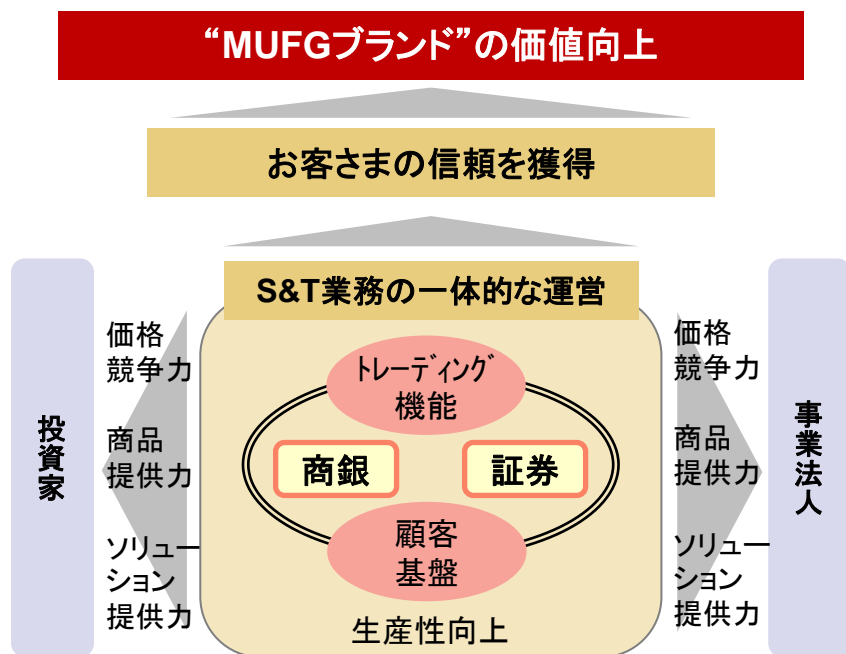 “MUFGブランド”の価値向上
お客さまの信頼を獲得
S&T業務の一体的な運営
投資家
価格
競争力
商品
提供力
ソリュー
ション
提供力
ﾄﾚｰﾃﾞｨﾝｸﾞ
機能
商銀
証券
顧客
基盤
生産性向上
価格
競争力
商品
提供力
ソリュー
ション
提供力
事業法人